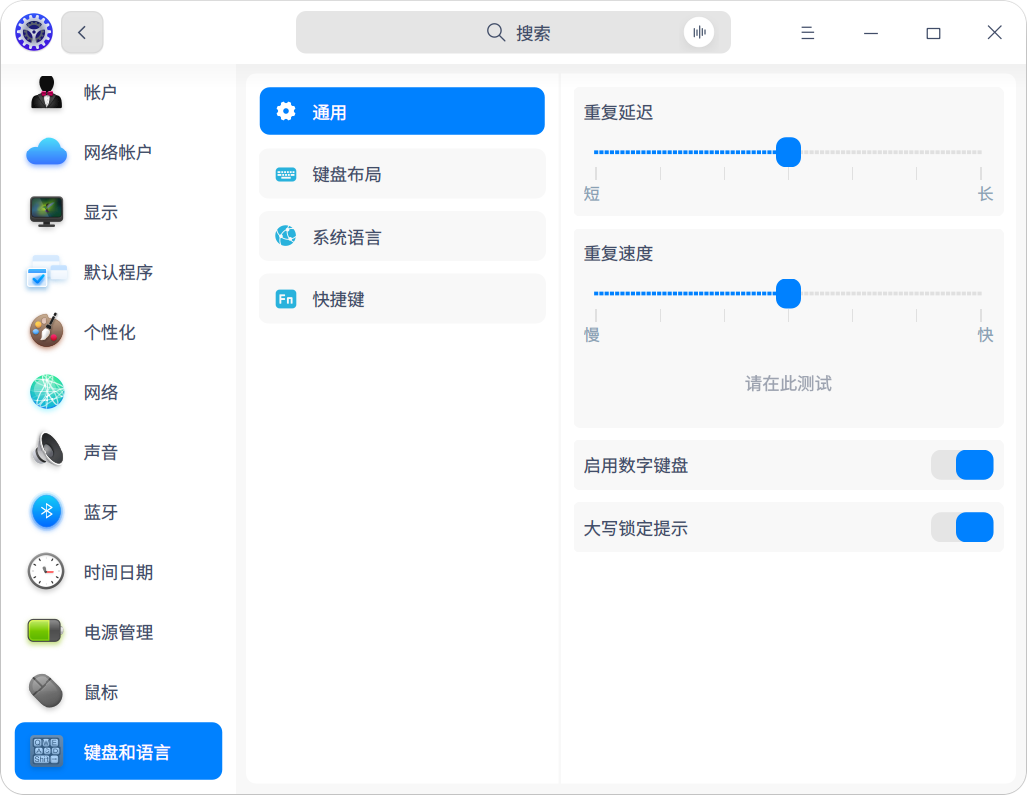 搜索
帐户
网络帐户
显示
默认程序
个性化
网络
声音
蓝牙
时间日期
电源管理
鼠标
键盘和语言
通用
键盘布局
系统语言
Fn
快捷键
重复延迟
短
长
重复速度
慢
快
请在此测试
启用数字键盘
大写锁定提示